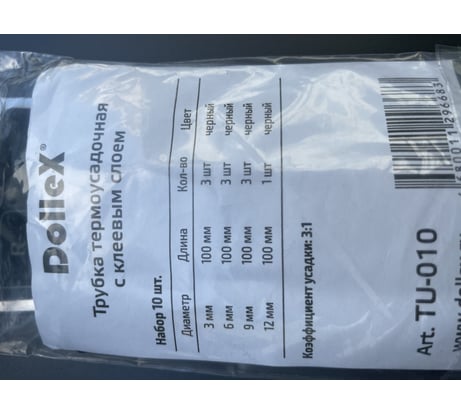 DolleX®
Трубка термоусадочная
с клеевым слоем
Набор 10 шт.
Диаметр Длина Кол-во Цвет
3 мм 100 мм 3 шт черный
6 мм 100 мм 3 шт черный
9 мм 100 мм 3 шт черный
12 мм 100 мм 1 шт черный
Коэффициент усадки: 3:1
Art. TU-010